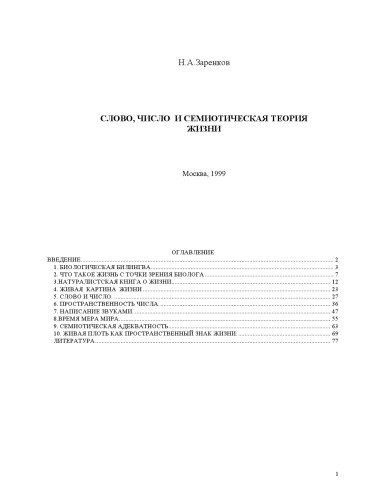 Н.А.Заренков
СЛОВО, ЧИСЛО И СЕМИОТИЧЕСКАЯ ТЕОРИЯ
ЖИЗНИ
Москва, 1999
ОГЛАВЛЕНИЕ
ВВЕДЕНИЕ 2
1. БИОЛОГИЧЕСКАЯ БИЛИНГВА 3
2. ЧТО ТАКОЕ ЖИЗНЬ С ТОЧКИ ЗРЕНИЯ БИОЛОГА 7
3.НАТУРАЛИСТСКАЯ КНИГА О ЖИЗНИ 12
4. ЖИВАЯ КАРТИНА ЖИЗНИ 23
5. СЛОВО И ЧИСЛО 27
6. ПРОСТРАНСТВЕННОСТЬ ЧИСЛА 36
7. НАПИСАНИЕ ЗВУКАМИ 47
8.ВРЕМЯ МЕРА МИРА 55
9. СЕМИОТИЧЕСКАЯ АДЕКВАТНОСТЬ 63
10. ЖИВАЯ ПЛОТЬ КАК ПРОСТРАНСТВЕННЫЙ ЗНАК ЖИЗНИ 69
ЛИТЕРАТУРА 77
1